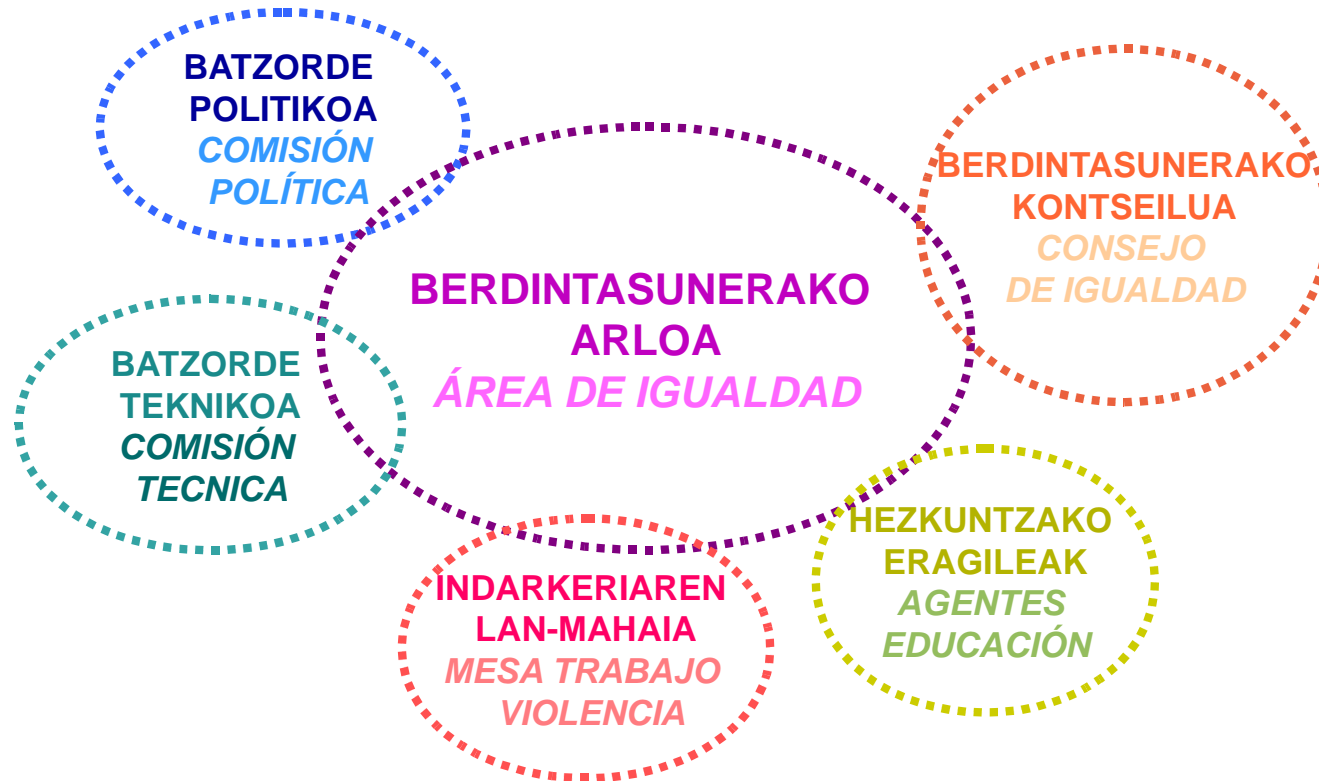 BATZORDE
POLITIKOA
COMISIÓN
POLÍTICA
BERDINTASUNERAKO
KONTSEILUA
CONSEJO
DE IGUALDAD
BERDINTASUNERAKO
ARLOA
ÁREA DE IGUALDAD
BATZORDE
TEKNIKOA
COMISIÓN
TECNICA
HEZKUNTZAKO
ERAGILEAK
AGENTES
EDUCACIÓN
INDARKERIAREN
LAN-MAHAIA
MESA TRABAJO
VIOLENCIA